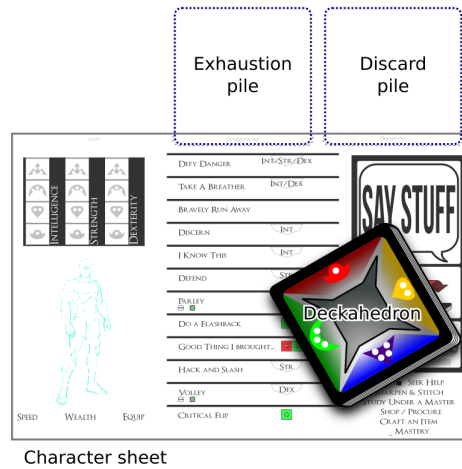 Exhaustion
pile
Discard
pile
INTELLIGENCE
STRENGTH
DEXTERITY
DEFY DANGER INT/STR/DEX
TAKE A BREATHER INT/DEX
BRAVELY RUN AWAY
DISCERN INT
I KNOW THIS INT
DEFEND STR
PARLEY
DO A FLASHBACK
GOOD THING I BROUGHT...
HACK AND SLASH STR
VOLLEY DEX
CRITICAL FLIP
SAY STUFF
Deckahedron
SEEK HELP
& STITCH
UNDER A MASTER
SHOP / PROCURE
CRAFT AN ITEM
_ MASTERY
SPEED WEALTH EQUIP
Character sheet